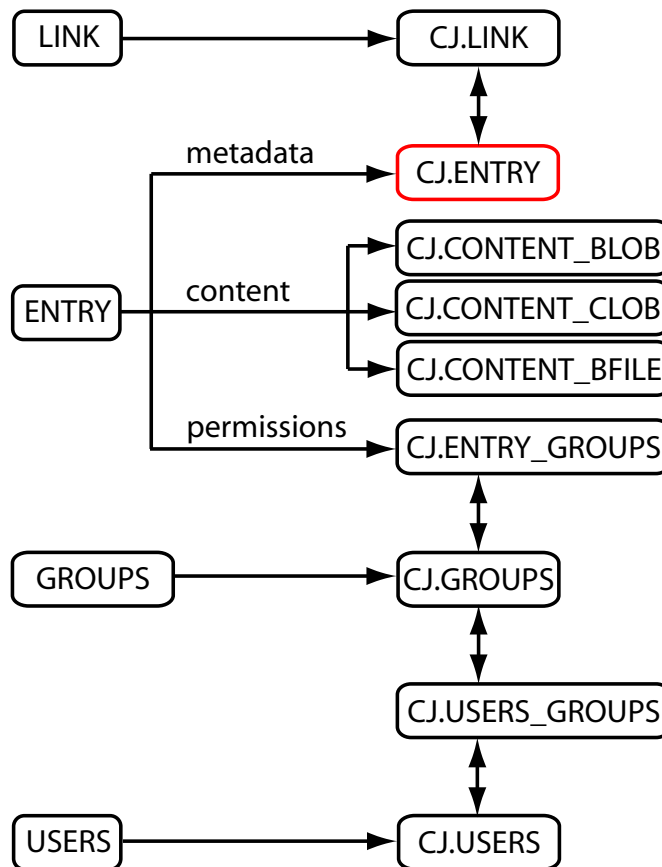 LINK
CJ.LINK
metadata
CJ.ENTRY
CJ.CONTENT_BLOB
ENTRY
content
CJ.CONTENT_CLOB
CJ.CONTENT_BFILE
permissions
CJ.ENTRY_GROUPS
GROUPS
CJ.GROUPS
CJ.USERS_GROUPS
USERS
CJ.USERS